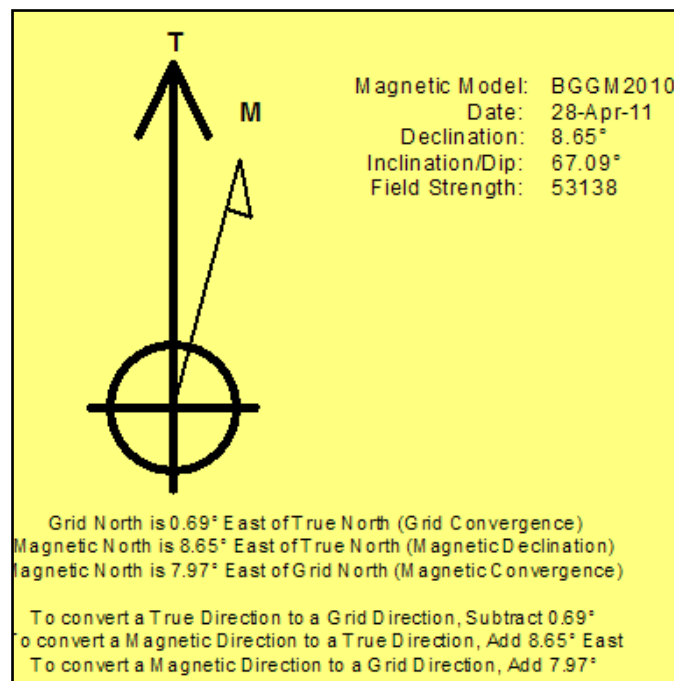 T
M
Magnetic Model: BGGM2010
Date: 28-Apr-11
Declination: 8.65°
Inclination/Dip: 67.09°
Field Strength: 53138
Grid North is 0.69° East of True North (Grid Convergence)
Magnetic North is 8.65° East of True North (Magnetic Declination)
Magnetic North is 7.97° East of Grid North (Magnetic Convergence)
To convert a True Direction to a Grid Direction, Subtract 0.69°
To convert a Magnetic Direction to a True Direction, Add 8.65° East
To convert a Magnetic Direction to a Grid Direction, Add 7.97°